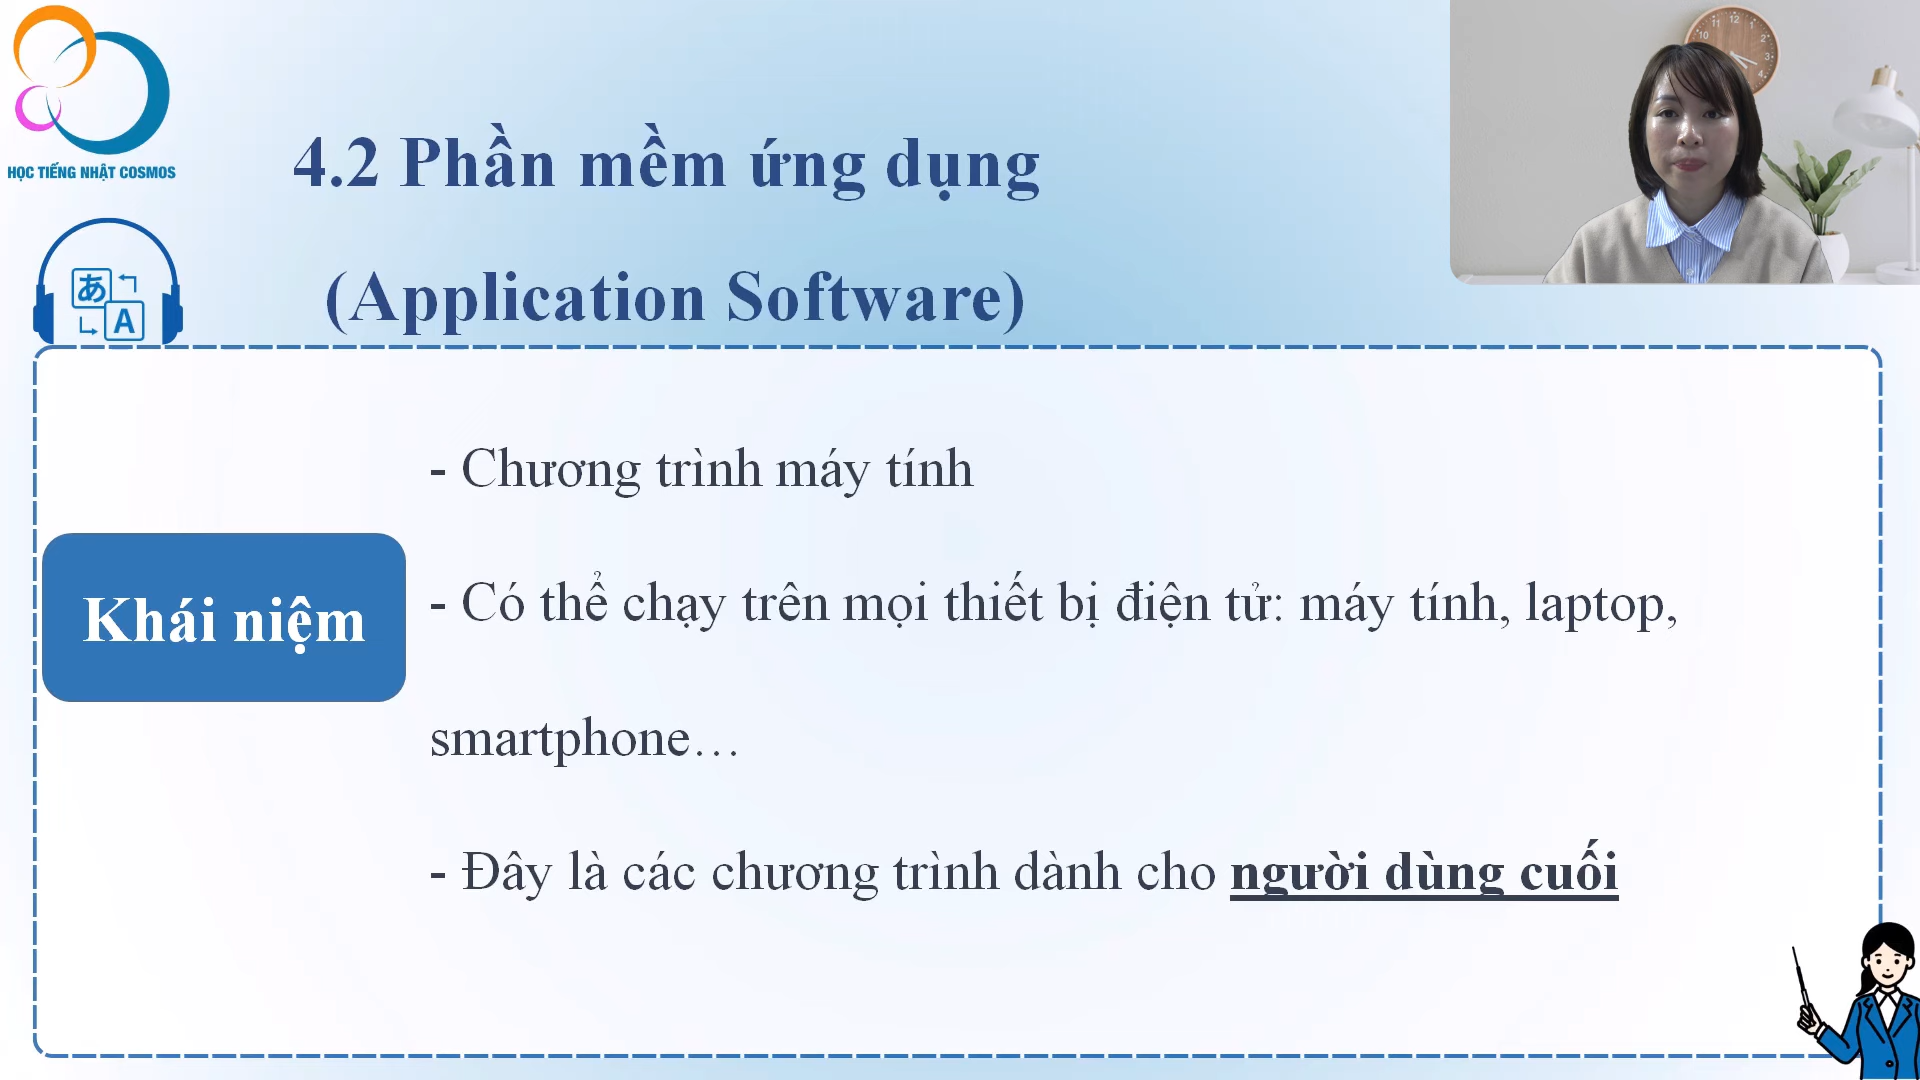 HỌC TIẾNG NHẬT COSMOS
4.2 Phần mềm ứng dụng
(Application Software)
あ
A
Khái niệm
- Chương trình máy tính
- Có thể chạy trên mọi thiết bị điện tử: máy tính, laptop,
smartphone…
- Đây là các chương trình dành cho người dùng cuối